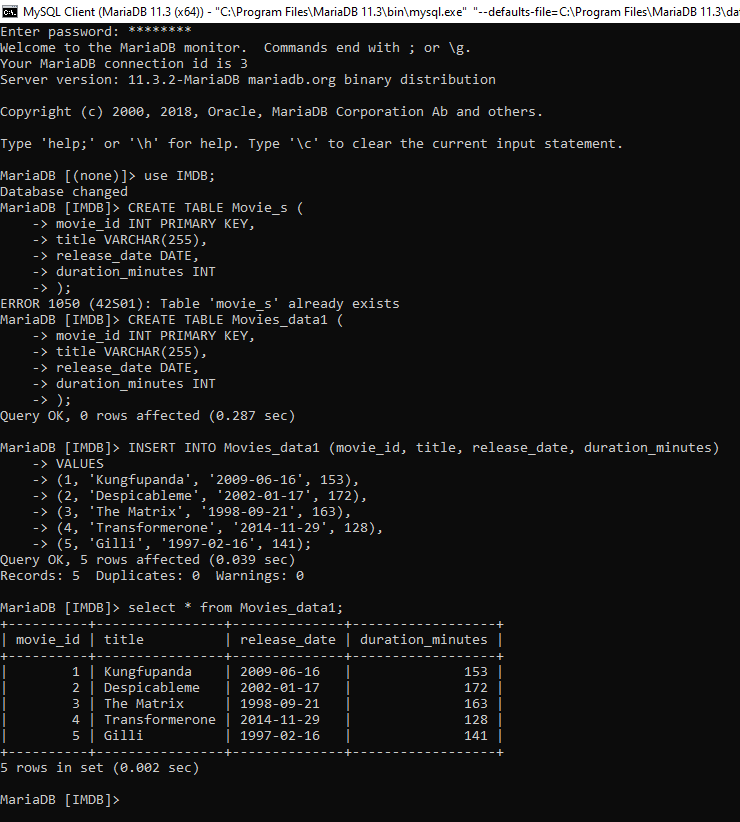 MySQL Client (MariaDB 11.3 (x64)) - "C:\Program Files\MariaDB 11.3\bin\mysql.exe" "--defaults-file=C:\Program Files\MariaDB 11.3\da
Enter password: ********
Welcome to the MariaDB monitor.  Commands end with ; or \g.
Your MariaDB connection id is 3
Server version: 11.3.2-MariaDB mariadb.org binary distribution
Copyright (c) 2000, 2018, Oracle, MariaDB Corporation Ab and others.
Type 'help;' or '\h' for help. Type '\c' to clear the current input statement.
MariaDB [(none)]> use IMDB;
Database changed
MariaDB [IMDB]> CREATE TABLE Movie_s (
    -> movie_id INT PRIMARY KEY,
    -> title VARCHAR(255),
    -> release_date DATE,
    -> duration_minutes INT
    -> );
ERROR 1050 (42S01): Table 'movie_s' already exists
MariaDB [IMDB]> CREATE TABLE Movies_data1 (
    -> movie_id INT PRIMARY KEY,
    -> title VARCHAR(255),
    -> release_date DATE,
    -> duration_minutes INT
    -> );
Query OK, 0 rows affected (0.287 sec)
MariaDB [IMDB]> INSERT INTO Movies_data1 (movie_id, title, release_date, duration_minutes)
    -> VALUES
    -> (1, 'Kungfupanda', '2009-06-16', 153),
    -> (2, 'Despicableme', '2002-01-17', 172),
    -> (3, 'The Matrix', '1998-09-21', 163),
    -> (4, 'Transformerone', '2014-11-29', 128),
    -> (5, 'Gilli', '1997-02-16', 141);
Query OK, 5 rows affected (0.039 sec)
Records: 5  Duplicates: 0  Warnings: 0
MariaDB [IMDB]> select * from Movies_data1;
+----------+----------------+--------------+------------------+
| movie_id | title          | release_date | duration_minutes |
+----------+----------------+--------------+------------------+
|        1 | Kungfupanda    | 2009-06-16   |              153 |
|        2 | Despicableme   | 2002-01-17   |              172 |
|        3 | The Matrix     | 1998-09-21   |              163 |
|        4 | Transformerone | 2014-11-29   |              128 |
|        5 | Gilli          | 1997-02-16   |              141 |
+----------+----------------+--------------+------------------+
5 rows in set (0.002 sec)
MariaDB [IMDB]>